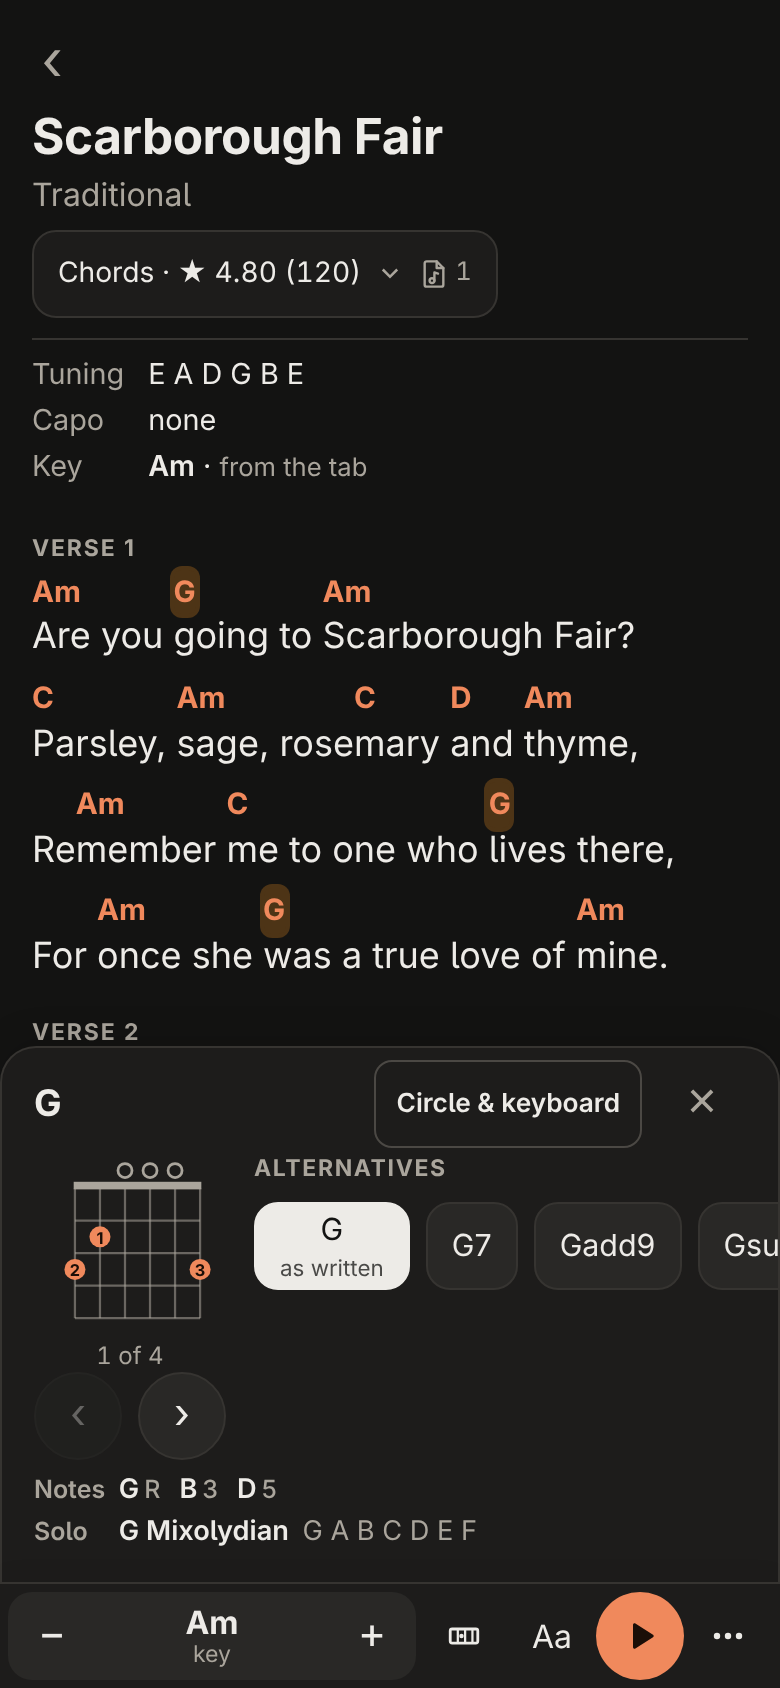 Scarborough Fair
Traditional
Chords · ★ 4.80 (120) 1
Tuning E A D G B E
Capo none
Key Am · from the tab
VERSE 1
Am G Am
Are you going to Scarborough Fair?
C Am C D Am
Parsley, sage, rosemary and thyme,
Am C G
Remember me to one who lives there,
Am G Am
For once she was a true love of mine.
VERSE 2
G Circle & keyboard
ALTERNATIVES
G G7 Gadd9 Gsu
as written
1
2 3
1 of 4
Notes G R B 3 D 5
Solo G Mixolydian G A B C D E F
− Am + Aa
key